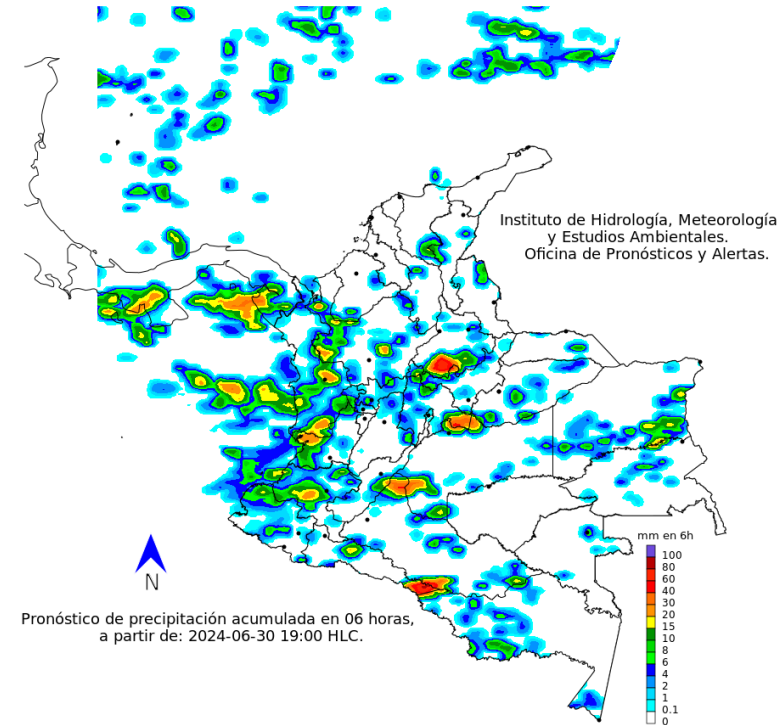 Instituto de Hidrología, Meteorología
y Estudios Ambientales.
Oficina de Pronósticos y Alertas.
mm en 6h
100
80
60
40
30
20
15
10
8
6
4
2
1
0.1
0
N
Pronóstico de precipitación acumulada en 06 horas,
a partir de: 2024-06-30 19:00 HLC.